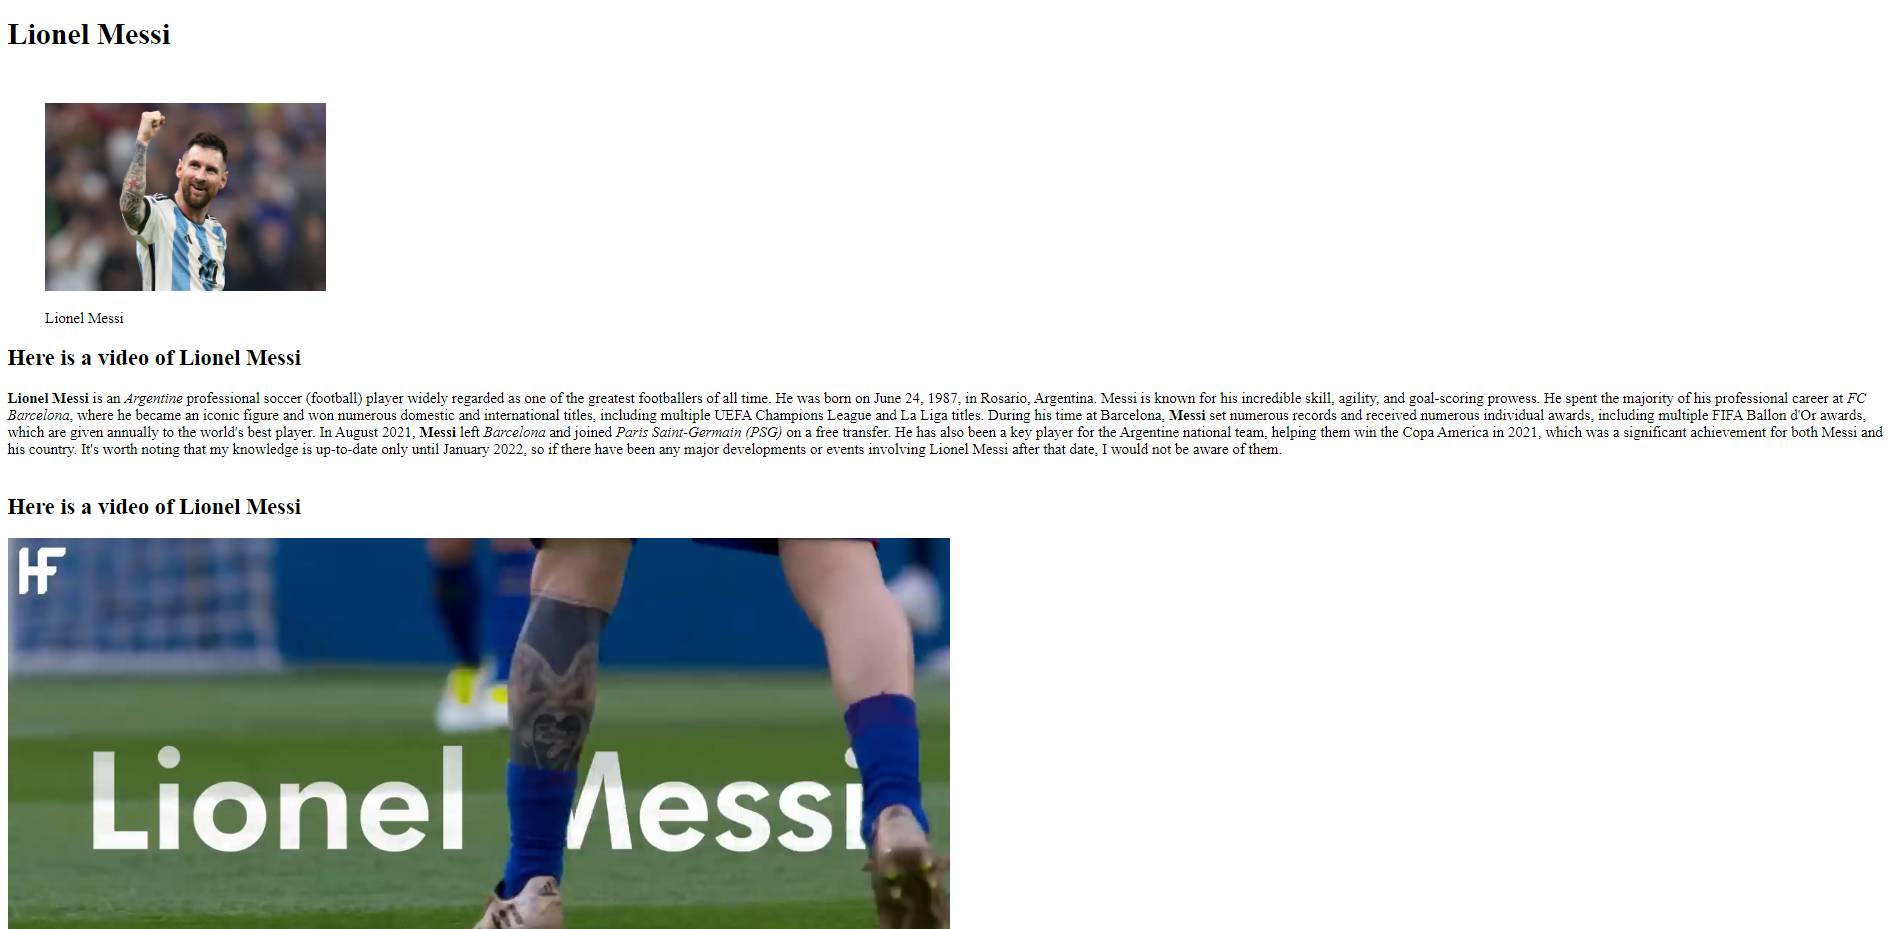 Lionel Messi
Lionel Messi
Here is a video of Lionel Messi
Lionel Messi is an Argentine professional soccer (football) player widely regarded as one of the greatest footballers of all time. He was born on June 24, 1987, in Rosario, Argentina. Messi is known for his incredible skill, agility, and goal-scoring prowess. He spent the majority of his professional career at FC
Barcelona, where he became an iconic figure and won numerous domestic and international titles, including multiple UEFA Champions League and La Liga titles. During his time at Barcelona, Messi set numerous records and received numerous individual awards, including multiple FIFA Ballon d'Or awards,
which are given annually to the world's best player. In August 2021, Messi left Barcelona and joined Paris Saint-Germain (PSG) on a free transfer. He has also been a key player for the Argentine national team, helping them win the Copa America in 2021, which was a significant achievement for both Messi and
his country. It's worth noting that my knowledge is up-to-date only until January 2022, so if there have been any major developments or events involving Lionel Messi after that date, I would not be aware of them.
Here is a video of Lionel Messi
HF
Lionel Messi